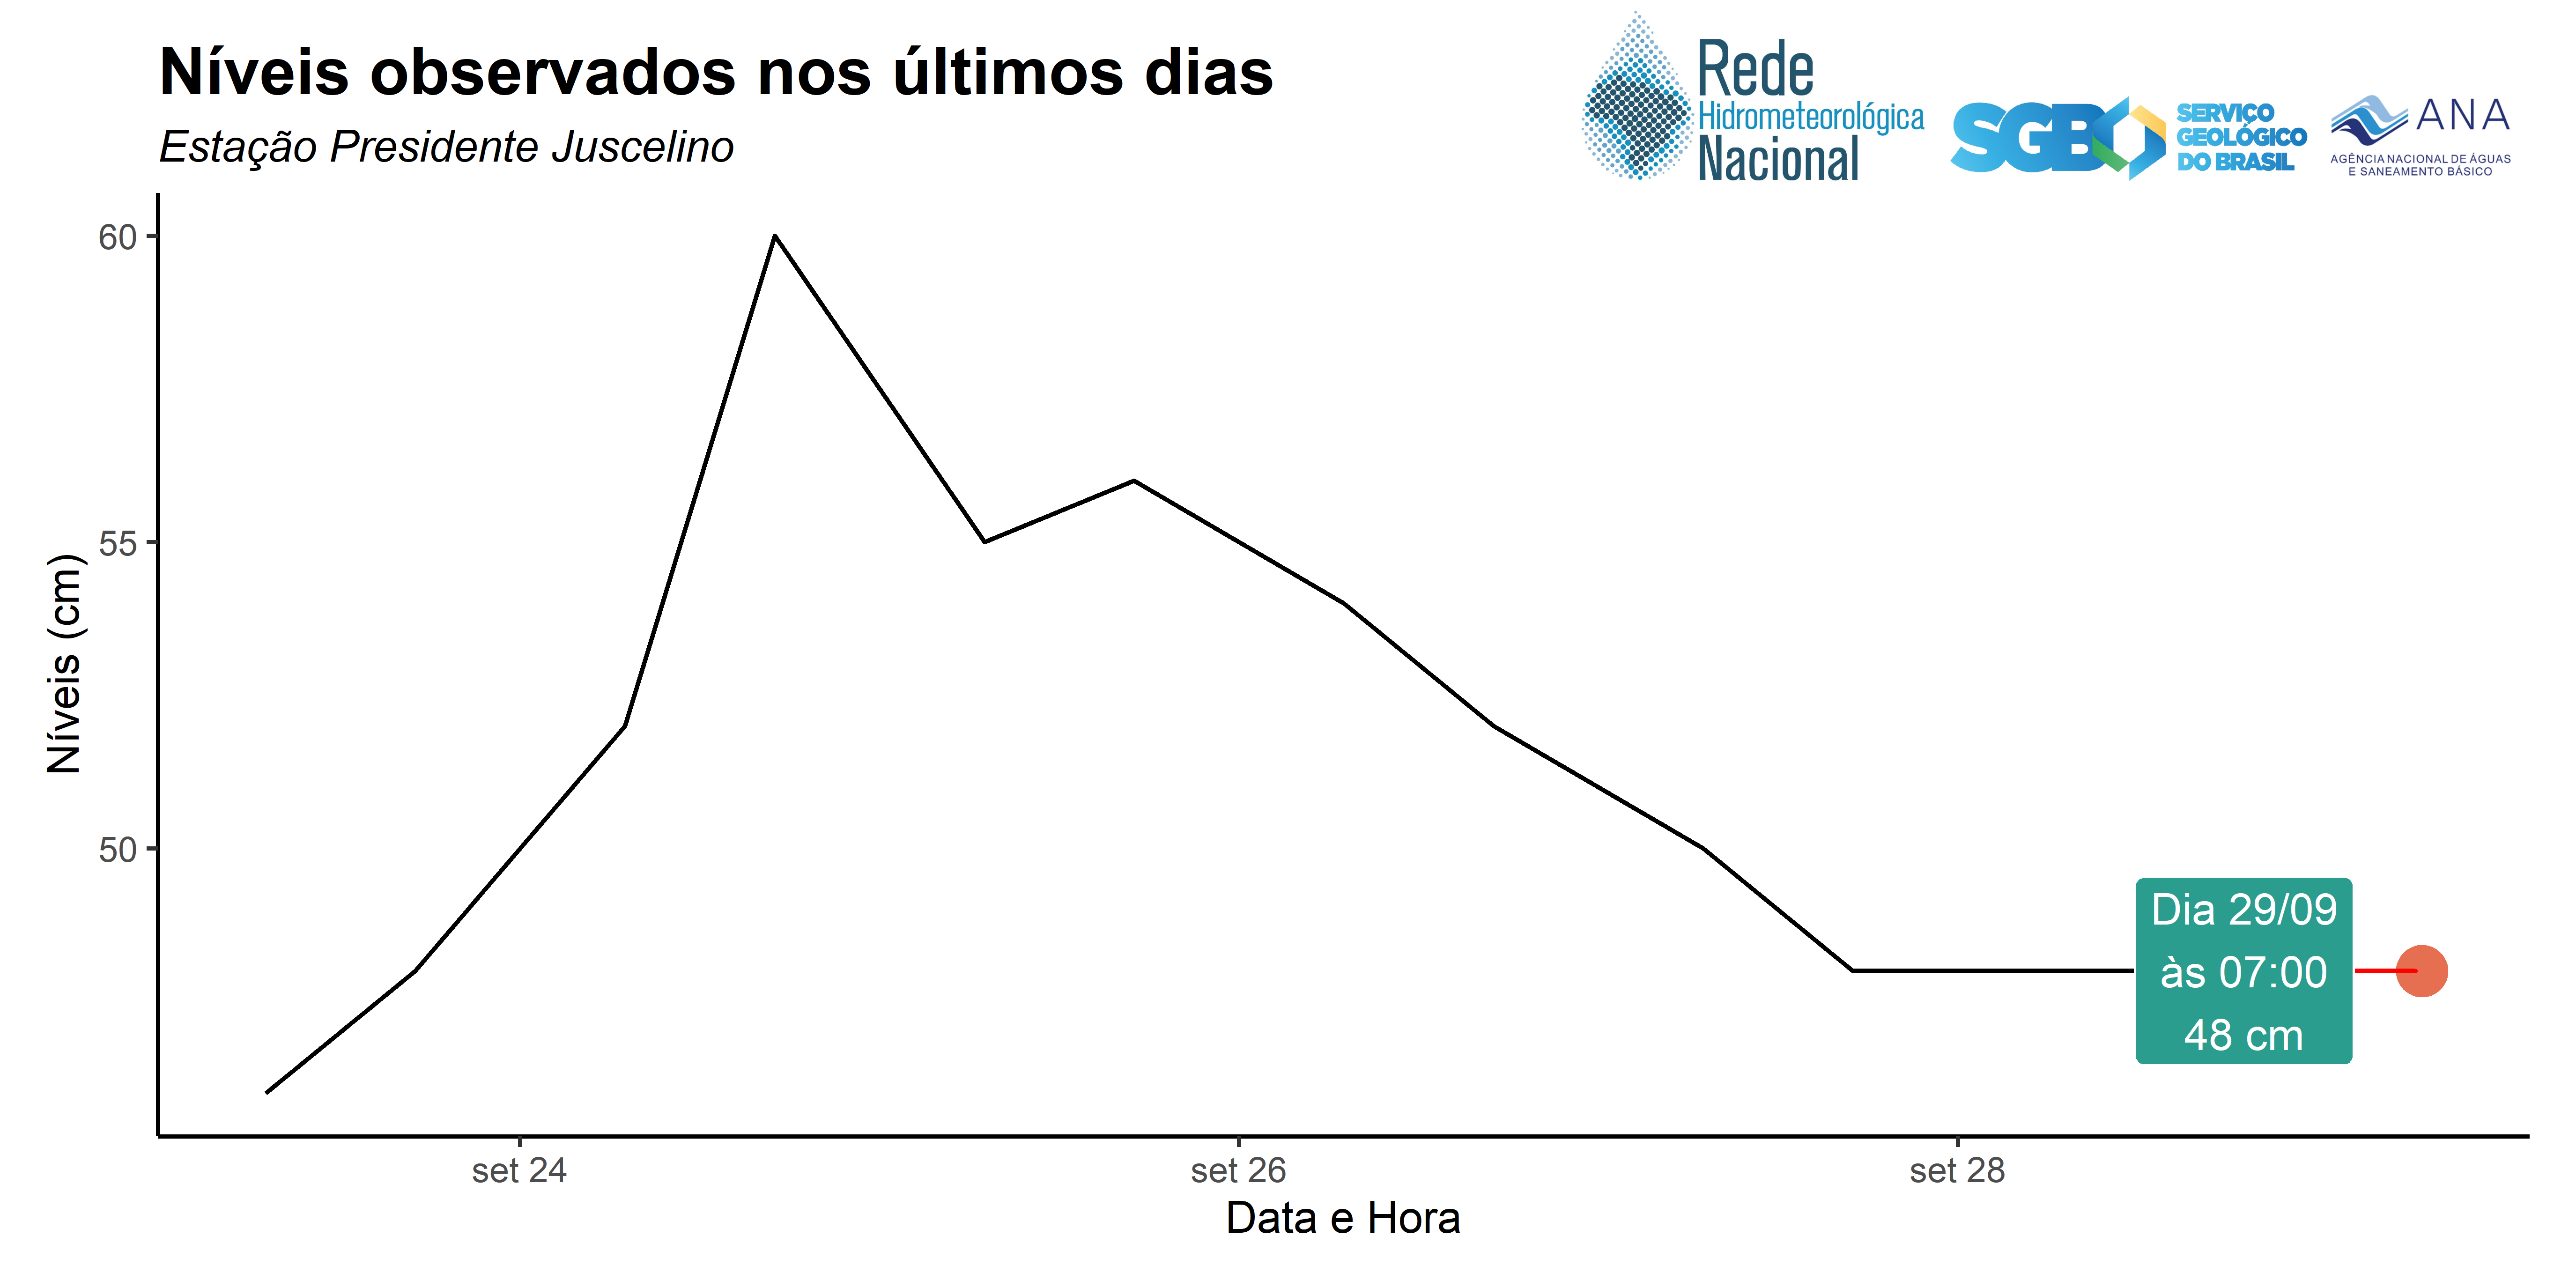 Níveis observados nos últimos dias
Estação Presidente Juscelino
Rede
Hidrometeorológica
Nacional
SGB
SERVIÇO
GEOLÓGICO
DO BRASIL
ANA
AGÊNCIA NACIONAL DE ÁGUAS
E SANEAMENTO BÁSICO
60
55
50
Níveis (cm)
Dia 29/09
às 07:00
48 cm
set 24
set 26
set 28
Data e Hora